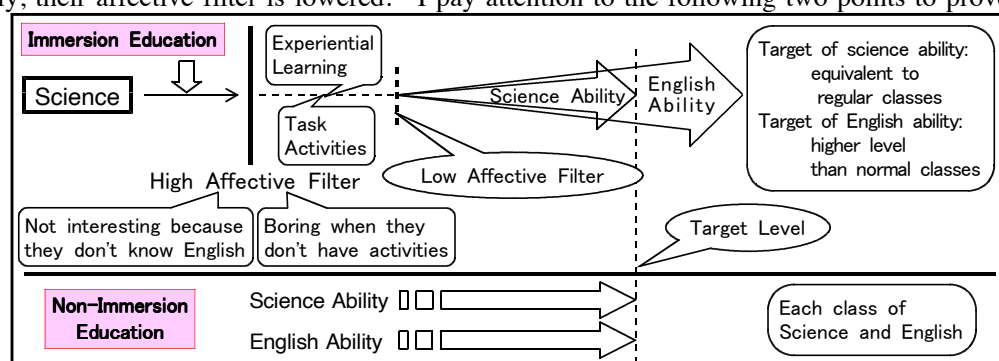 ly, their affective filter is lowered. I pay attention to the following two points to prove
Immersion Education
Science
Experiential
Learning
Task
Activities
Science Ability
English
Ability
Target of science ability:
equivalent to
regular classes
Target of English ability:
higher level
than normal classes
High Affective Filter
Low Affective Filter
Not interesting because
they don't know English
Boring when they
don't have activities
Target Level
Non-Immersion
Education
Science Ability
English Ability
Each class of
Science and English